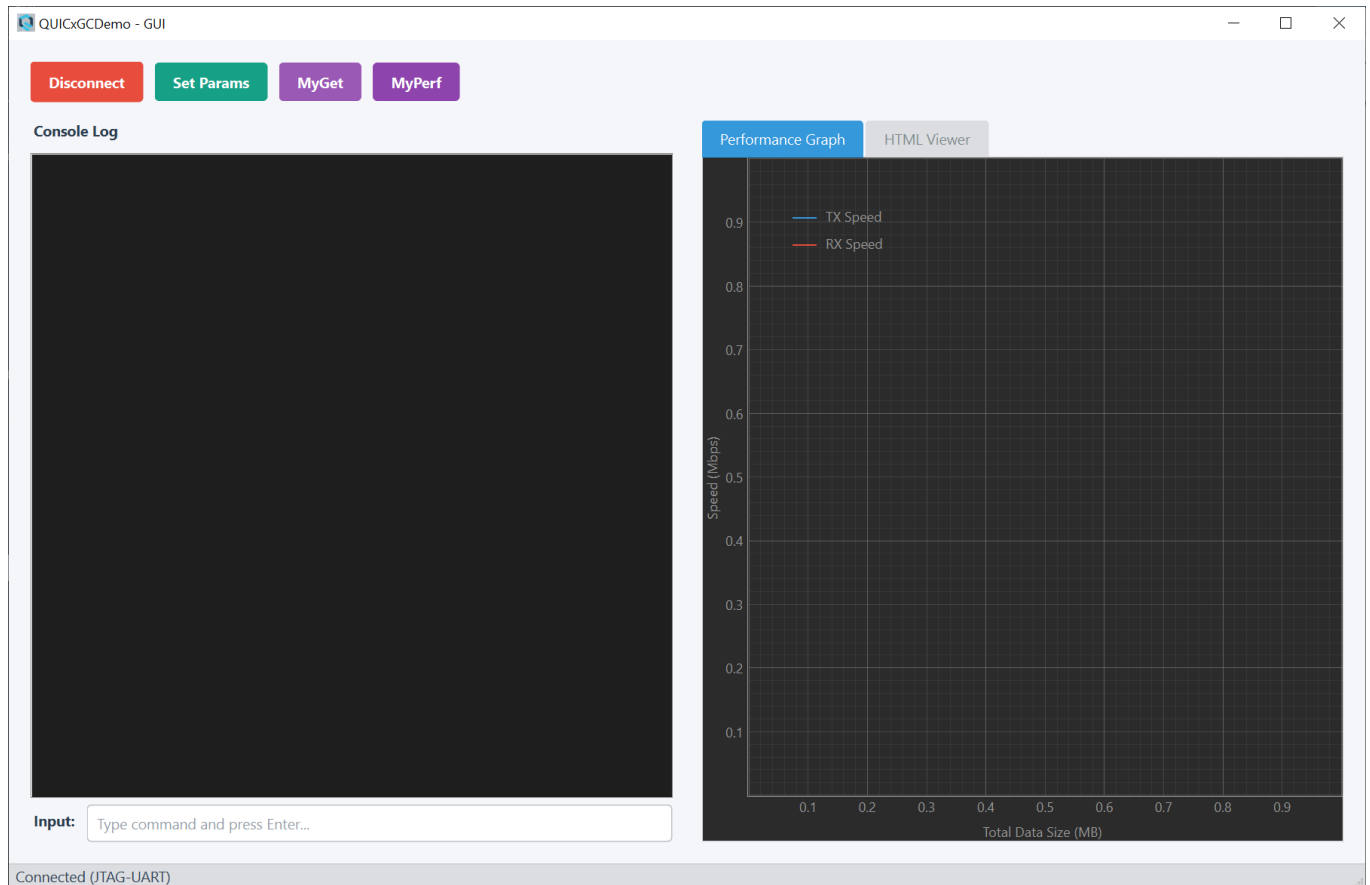 QUICxGCDemo - GUI
Disconnect Set Params MyGet MyPerf
Console Log
Performance Graph HTML Viewer
TX Speed
RX Speed
0.9
0.8
0.7
0.6
0.5
0.4
0.3
0.2
0.1
Speed (Mbps)
0.1 0.2 0.3 0.4 0.5 0.6 0.7 0.8 0.9
Total Data Size (MB)
Input: Type command and press Enter...
Connected (JTAG-UART)